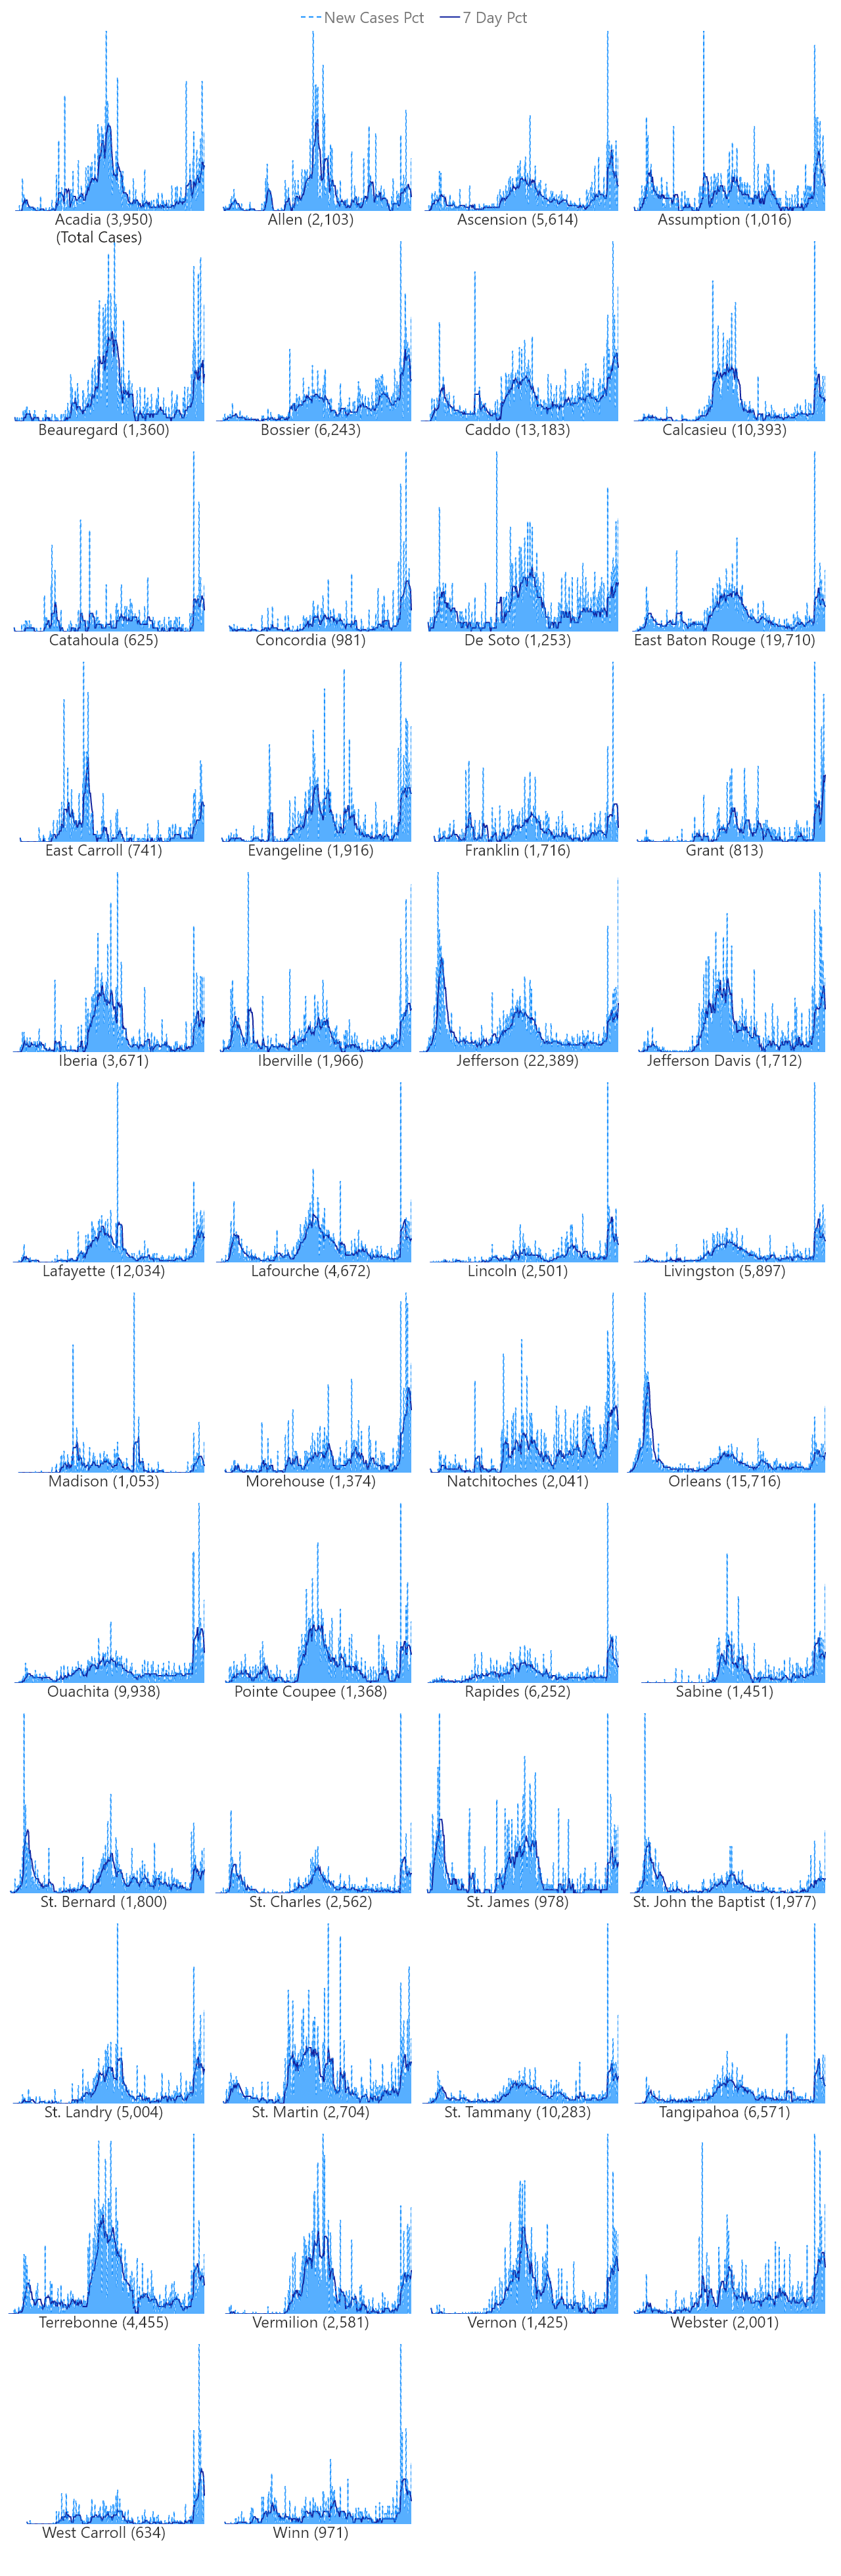 New Cases Pct 7 Day Pct
Acadia (3,950) Allen (2,103) Ascension (5,614) Assumption (1,016)
(Total Cases)
Beauregard (1,360) Bossier (6,243) Caddo (13,183) Calcasieu (10,393)
Catahoula (625) Concordia (981) De Soto (1,253) East Baton Rouge (19,710)
East Carroll (741) Evangeline (1,916) Franklin (1,716) Grant (813)
Iberia (3,671) Iberville (1,966) Jefferson (22,389) Jefferson Davis (1,712)
Lafayette (12,034) Lafourche (4,672) Lincoln (2,501) Livingston (5,897)
Madison (1,053) Morehouse (1,374) Natchitoches (2,041) Orleans (15,716)
Ouachita (9,938) Pointe Coupee (1,368) Rapides (6,252) Sabine (1,451)
St. Bernard (1,800) St. Charles (2,562) St. James (978) St. John the Baptist (1,977)
St. Landry (5,004) St. Martin (2,704) St. Tammany (10,283) Tangipahoa (6,571)
Terrebonne (4,455) Vermilion (2,581) Vernon (1,425) Webster (2,001)
West Carroll (634) Winn (971)